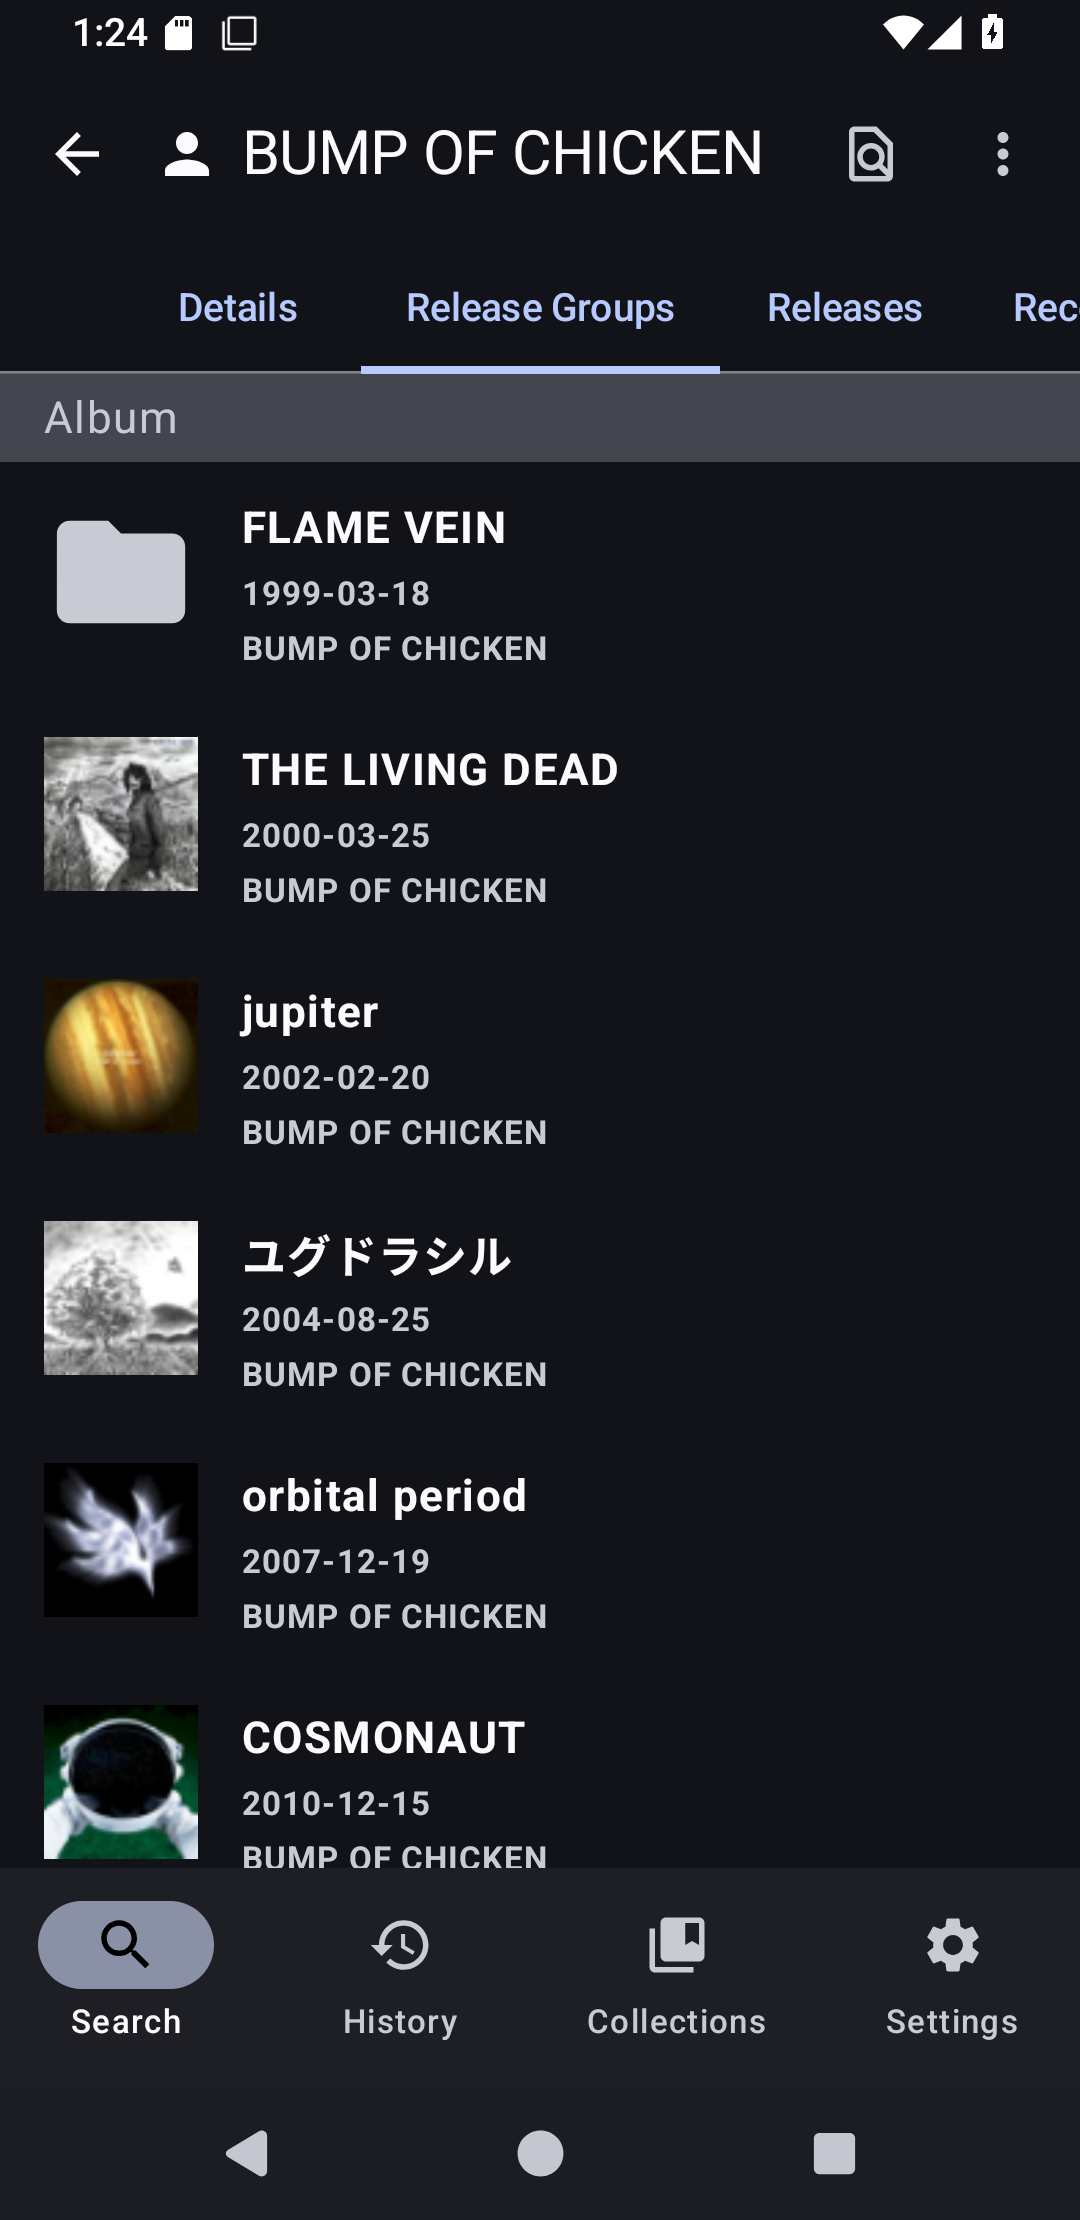 1:24
BUMP OF CHICKEN
Details
Release Groups
Releases
Rec
Album
FLAME VEIN
1999-03-18
BUMP OF CHICKEN
THE LIVING DEAD
2000-03-25
BUMP OF CHICKEN
jupiter
2002-02-20
BUMP OF CHICKEN
ユグドラシル
2004-08-25
BUMP OF CHICKEN
orbital period
2007-12-19
BUMP OF CHICKEN
COSMONAUT
2010-12-15
BUMP OF CHICKEN
Search
History
Collections
Settings